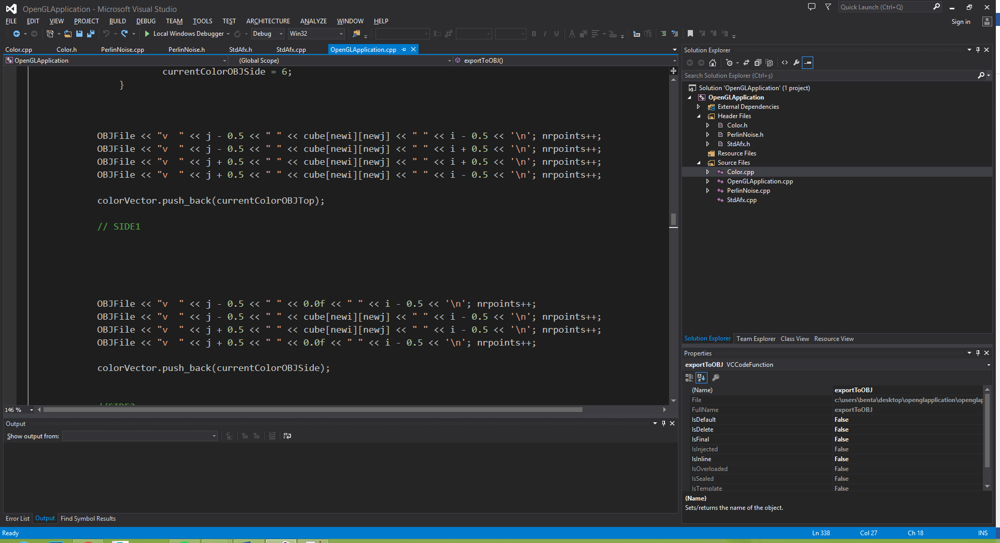 OpenGLApplication - Microsoft Visual Studio
Quick Launch (Ctrl+Q)
FILE EDIT VIEW PROJECT BUILD DEBUG TEAM TOOLS TEST ARCHITECTURE ANALYZE WINDOW HELP
Sign in
Local Windows Debugger Debug Win32
Color.cpp Color.h PerlinNoise.cpp PerlinNoise.h StdAfx.h StdAfx.cpp OpenGLApplication.cpp
OpenGLApplication (Global Scope) exportToOBJ()
currentColorOBJSide = 6;
}
OBJFile << "v  " << j - 0.5 << " " << cube[newi][newj] << " " << i - 0.5 << '\n'; nrpoints++;
OBJFile << "v  " << j - 0.5 << " " << cube[newi][newj] << " " << i + 0.5 << '\n'; nrpoints++;
OBJFile << "v  " << j + 0.5 << " " << cube[newi][newj] << " " << i + 0.5 << '\n'; nrpoints++;
OBJFile << "v  " << j + 0.5 << " " << cube[newi][newj] << " " << i - 0.5 << '\n'; nrpoints++;
colorVector.push_back(currentColorOBJTop);
// SIDE1
OBJFile << "v  " << j - 0.5 << " " << 0.0f << " " << i - 0.5 << '\n'; nrpoints++;
OBJFile << "v  " << j - 0.5 << " " << cube[newi][newj] << " " << i - 0.5 << '\n'; nrpoints++;
OBJFile << "v  " << j + 0.5 << " " << cube[newi][newj] << " " << i - 0.5 << '\n'; nrpoints++;
OBJFile << "v  " << j + 0.5 << " " << 0.0f << " " << i - 0.5 << '\n'; nrpoints++;
colorVector.push_back(currentColorOBJSide);
//SIDE2
146 %
Output
Show output from:
Error List Output Find Symbol Results
Solution Explorer
Search Solution Explorer (Ctrl+ş)
Solution 'OpenGLApplication' (1 project)
OpenGLApplication
External Dependencies
Header Files
Color.h
PerlinNoise.h
StdAfx.h
Resource Files
Source Files
Color.cpp
OpenGLApplication.cpp
PerlinNoise.cpp
StdAfx.cpp
Solution Explorer Team Explorer Class View Resource View
Properties
exportToOBJ VCCodeFunction
(Name) exportToOBJ
File c:\users\benta\desktop\openglapplication\openglap
FullName exportToOBJ
IsDefault False
IsDelete False
IsFinal False
IsInjected False
IsInline False
IsOverloaded False
IsSealed False
IsTemplate False
(Name)
Sets/returns the name of the object.
Ready Ln 338 Col 27 Ch 18 INS